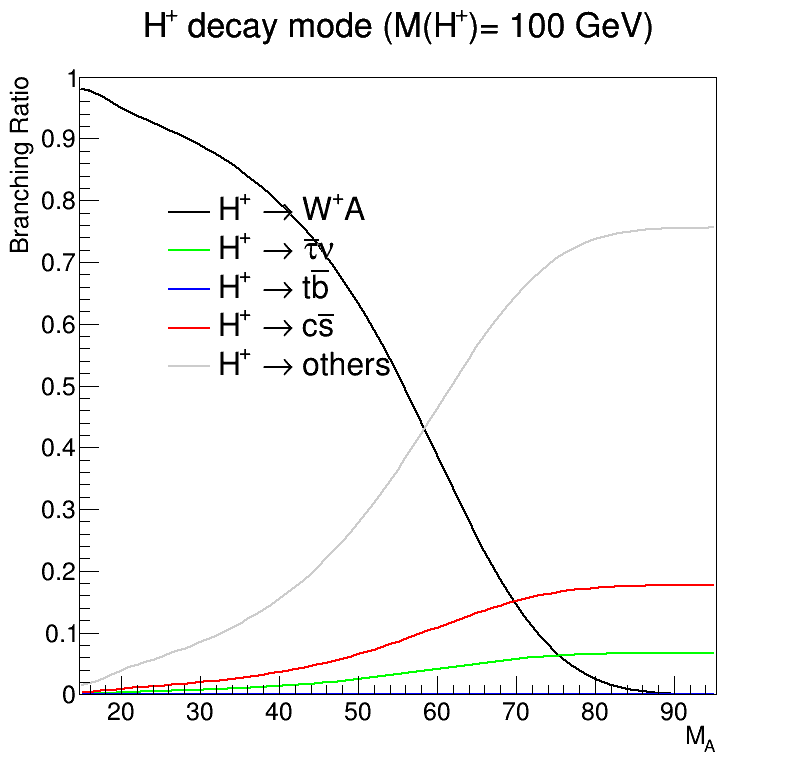 H⁺ decay mode (M(H⁺)= 100 GeV)
Branching Ratio
1
0.9
0.8
0.7
0.6
0.5
0.4
0.3
0.2
0.1
0
H⁺ → W⁺A
H⁺ → τ̅ν
H⁺ → tb̅
H⁺ → cs̅
H⁺ → others
20 30 40 50 60 70 80 90
M_A